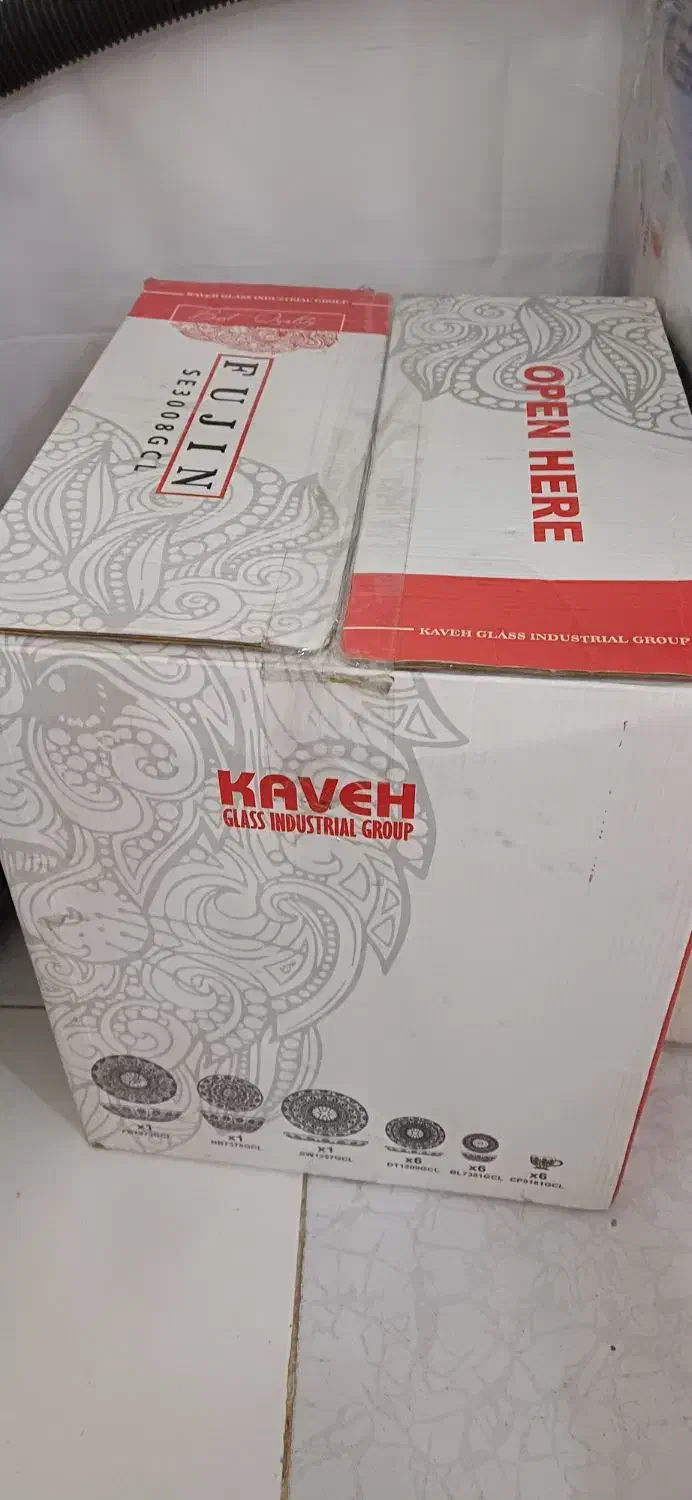 KAVEH GLASS INDUSTRIAL GROUP
Best Quality
FUJIN
SE3008GCL
OPEN HERE
KAVEH GLASS INDUSTRIAL GROUP
KAVEH
GLASS INDUSTRIAL GROUP
x1
x1
x1
x6
x6
x6